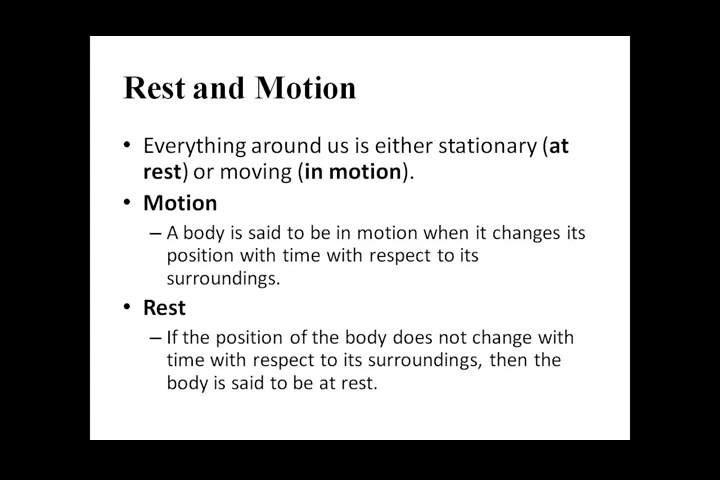 Rest and Motion
• Everything around us is either stationary (at
rest) or moving (in motion).
• Motion
– A body is said to be in motion when it changes its
position with time with respect to its
surroundings.
• Rest
– If the position of the body does not change with
time with respect to its surroundings, then the
body is said to be at rest.